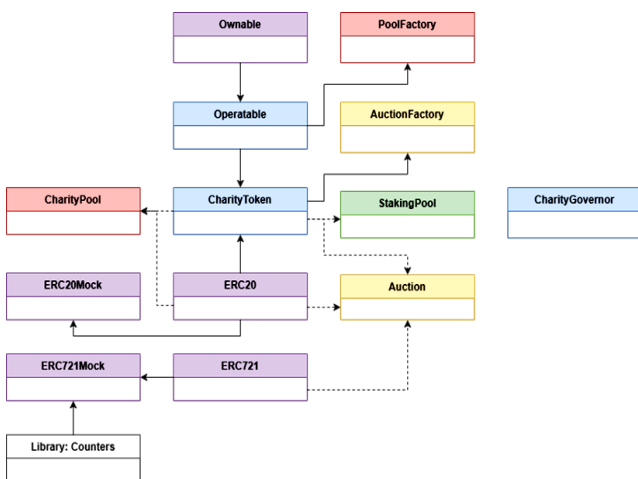 Ownable
PoolFactory
Operatable
AuctionFactory
CharityPool
CharityToken
StakingPool
CharityGovernor
ERC20Mock
ERC20
Auction
ERC721Mock
ERC721
Library: Counters